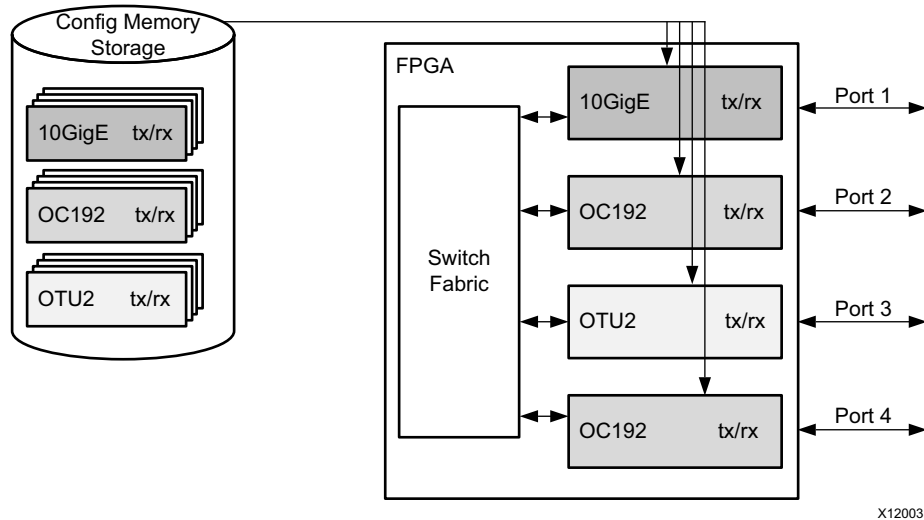 Config Memory
Storage
10GigE tx/rx
OC192 tx/rx
OTU2 tx/rx
FPGA
Switch
Fabric
10GigE tx/rx
Port 1
OC192 tx/rx
Port 2
OTU2 tx/rx
Port 3
OC192 tx/rx
Port 4
X12003